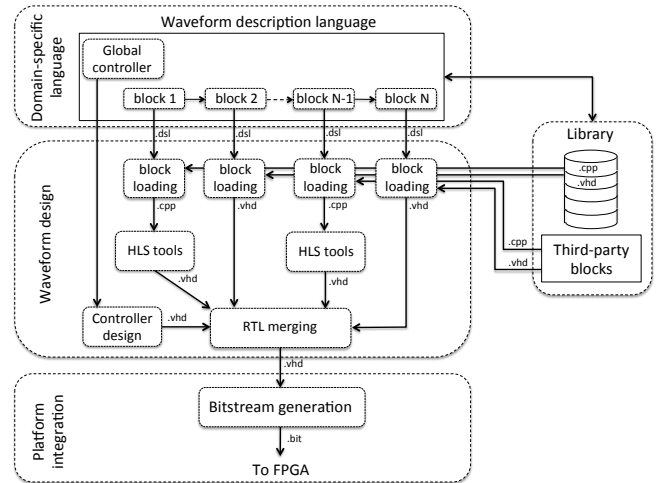 Waveform description language
Domain-specific
language
Global
controller
block 1
block 2
block N-1
block N
.dsl
.dsl
.dsl
.dsl
Library
.cpp
.vhd
Third-party
blocks
.cpp
.vhd
Waveform design
block
loading
block
loading
block
loading
block
loading
.cpp
.vhd
.cpp
.vhd
HLS tools
HLS tools
.vhd
.vhd
Controller
design
.vhd
RTL merging
.vhd
Platform
integration
Bitstream generation
.bit
To FPGA